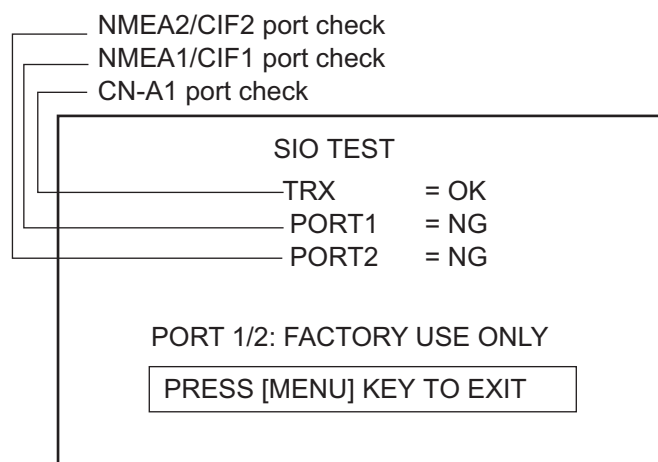 NMEA2/CIF2 port check
NMEA1/CIF1 port check
CN-A1 port check
SIO TEST
TRX = OK
PORT1 = NG
PORT2 = NG
PORT 1/2: FACTORY USE ONLY
PRESS [MENU] KEY TO EXIT